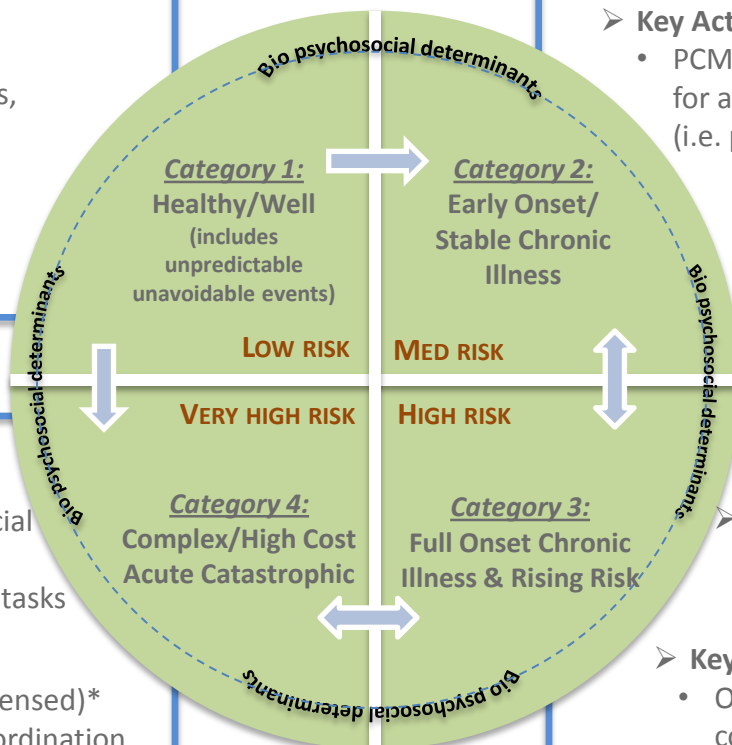 Bio psychosocial determinants
➢ Key Act
• PCM
for a
(i.e. p
s,
Category 1:
Healthy/Well
(includes
unpredictable
unavoidable events)
LOW RISK
Category 2:
Early Onset/
Stable Chronic
Illness
MED RISK
Bio psychosocial determinants
Bio psychosocial determinants
VERY HIGH RISK
Category 4:
Complex/High Cost
Acute Catastrophic
HIGH RISK
Category 3:
Full Onset Chronic
Illness & Rising Risk
cial
tasks
ensed)*
ordination
➢
➢ Key
• O
co
Bio psychosocial determinants